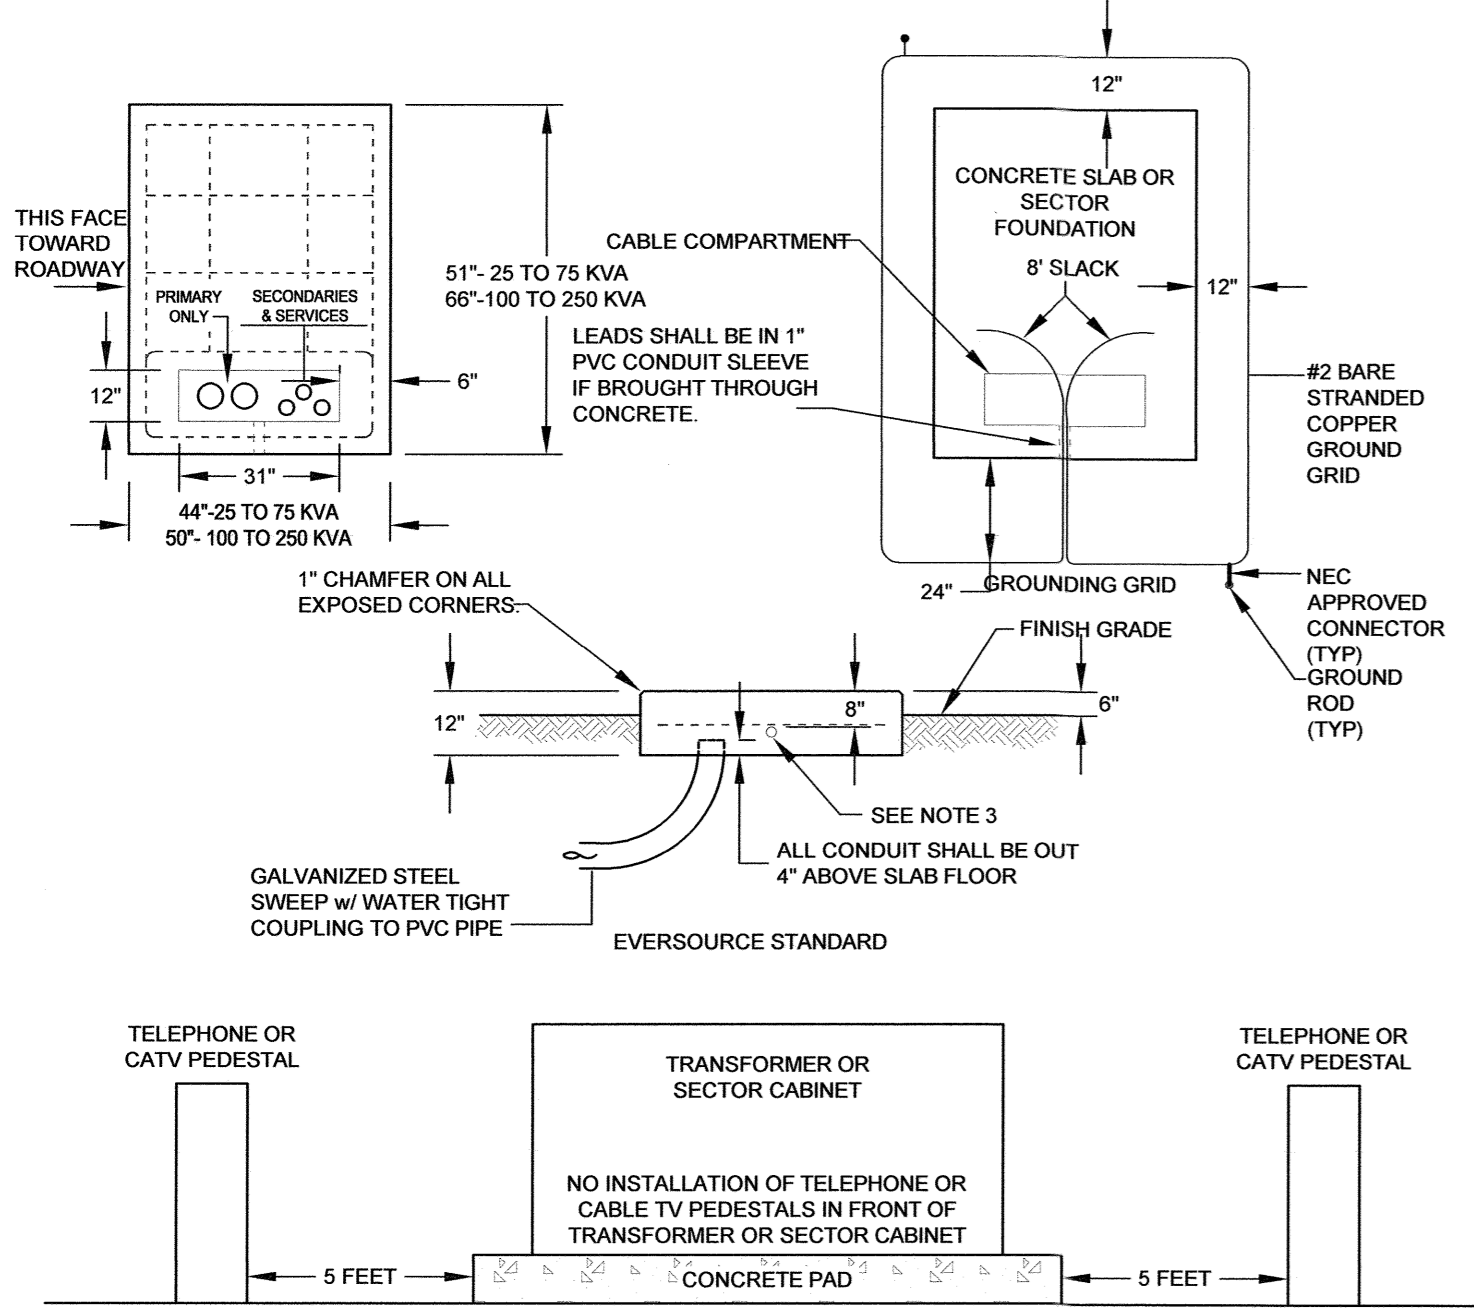 12"
THIS FACE
TOWARD
ROADWAY
PRIMARY
ONLY
SECONDARIES
& SERVICES
12"
6"
31"
44"-25 TO 75 KVA
50"- 100 TO 250 KVA
51"- 25 TO 75 KVA
66"-100 TO 250 KVA
CABLE COMPARTMENT
LEADS SHALL BE IN 1"
PVC CONDUIT SLEEVE
IF BROUGHT THROUGH
CONCRETE.
CONCRETE SLAB OR
SECTOR
FOUNDATION
8' SLACK
12"
#2 BARE
STRANDED
COPPER
GROUND
GRID
24"
GROUNDING GRID
NEC
APPROVED
CONNECTOR
(TYP)
GROUND
ROD
(TYP)
1" CHAMFER ON ALL
EXPOSED CORNERS.
FINISH GRADE
12"
8"
6"
SEE NOTE 3
ALL CONDUIT SHALL BE OUT
4" ABOVE SLAB FLOOR
GALVANIZED STEEL
SWEEP w/ WATER TIGHT
COUPLING TO PVC PIPE
EVERSOURCE STANDARD
TELEPHONE OR
CATV PEDESTAL
TRANSFORMER OR
SECTOR CABINET
TELEPHONE OR
CATV PEDESTAL
NO INSTALLATION OF TELEPHONE OR
CABLE TV PEDESTALS IN FRONT OF
TRANSFORMER OR SECTOR CABINET
5 FEET
CONCRETE PAD
5 FEET